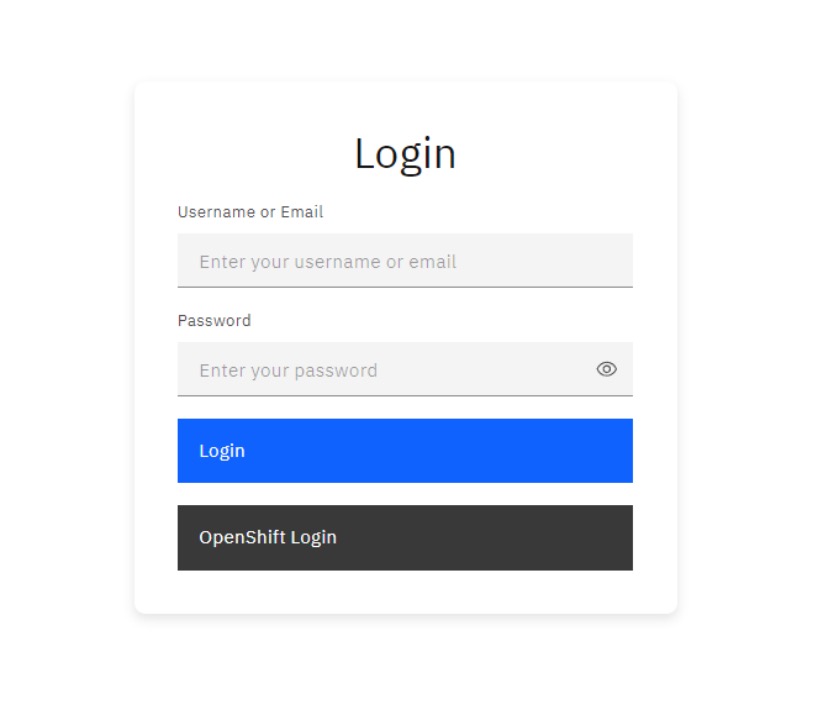 Login
Username or Email
Enter your username or email
Password
Enter your password
Login
OpenShift Login